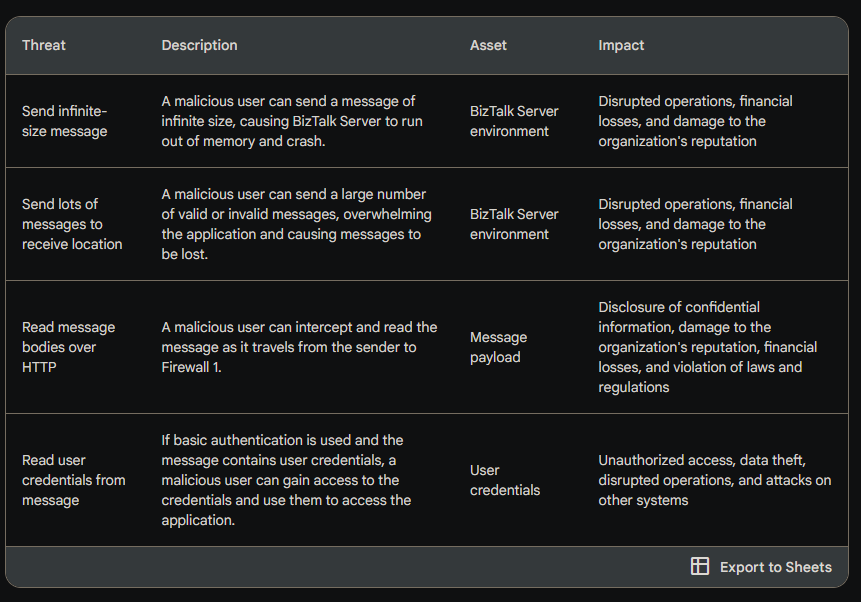 Threat Description Asset Impact
Send infinite-
size message
A malicious user can send a message of
infinite size, causing BizTalk Server to run
out of memory and crash.
BizTalk Server
environment
Disrupted operations, financial
losses, and damage to the
organization's reputation
Send lots of
messages to
receive location
A malicious user can send a large number
of valid or invalid messages, overwhelming
the application and causing messages to
be lost.
BizTalk Server
environment
Disrupted operations, financial
losses, and damage to the
organization's reputation
Read message
bodies over
HTTP
A malicious user can intercept and read the
message as it travels from the sender to
Firewall 1.
Message
payload
Disclosure of confidential
information, damage to the
organization's reputation, financial
losses, and violation of laws and
regulations
Read user
credentials from
message
If basic authentication is used and the
message contains user credentials, a
malicious user can gain access to the
credentials and use them to access the
application.
User
credentials
Unauthorized access, data theft,
disrupted operations, and attacks on
other systems
Export to Sheets